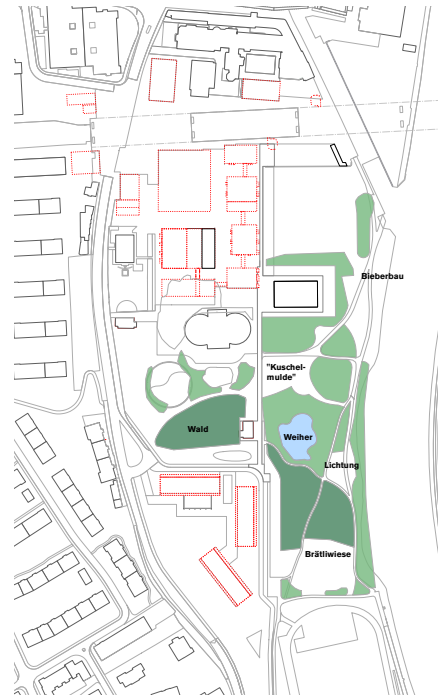 Bieberbau
"Kuschel-
mulde"
Wald
Weiher
Lichtung
Brätliwiese